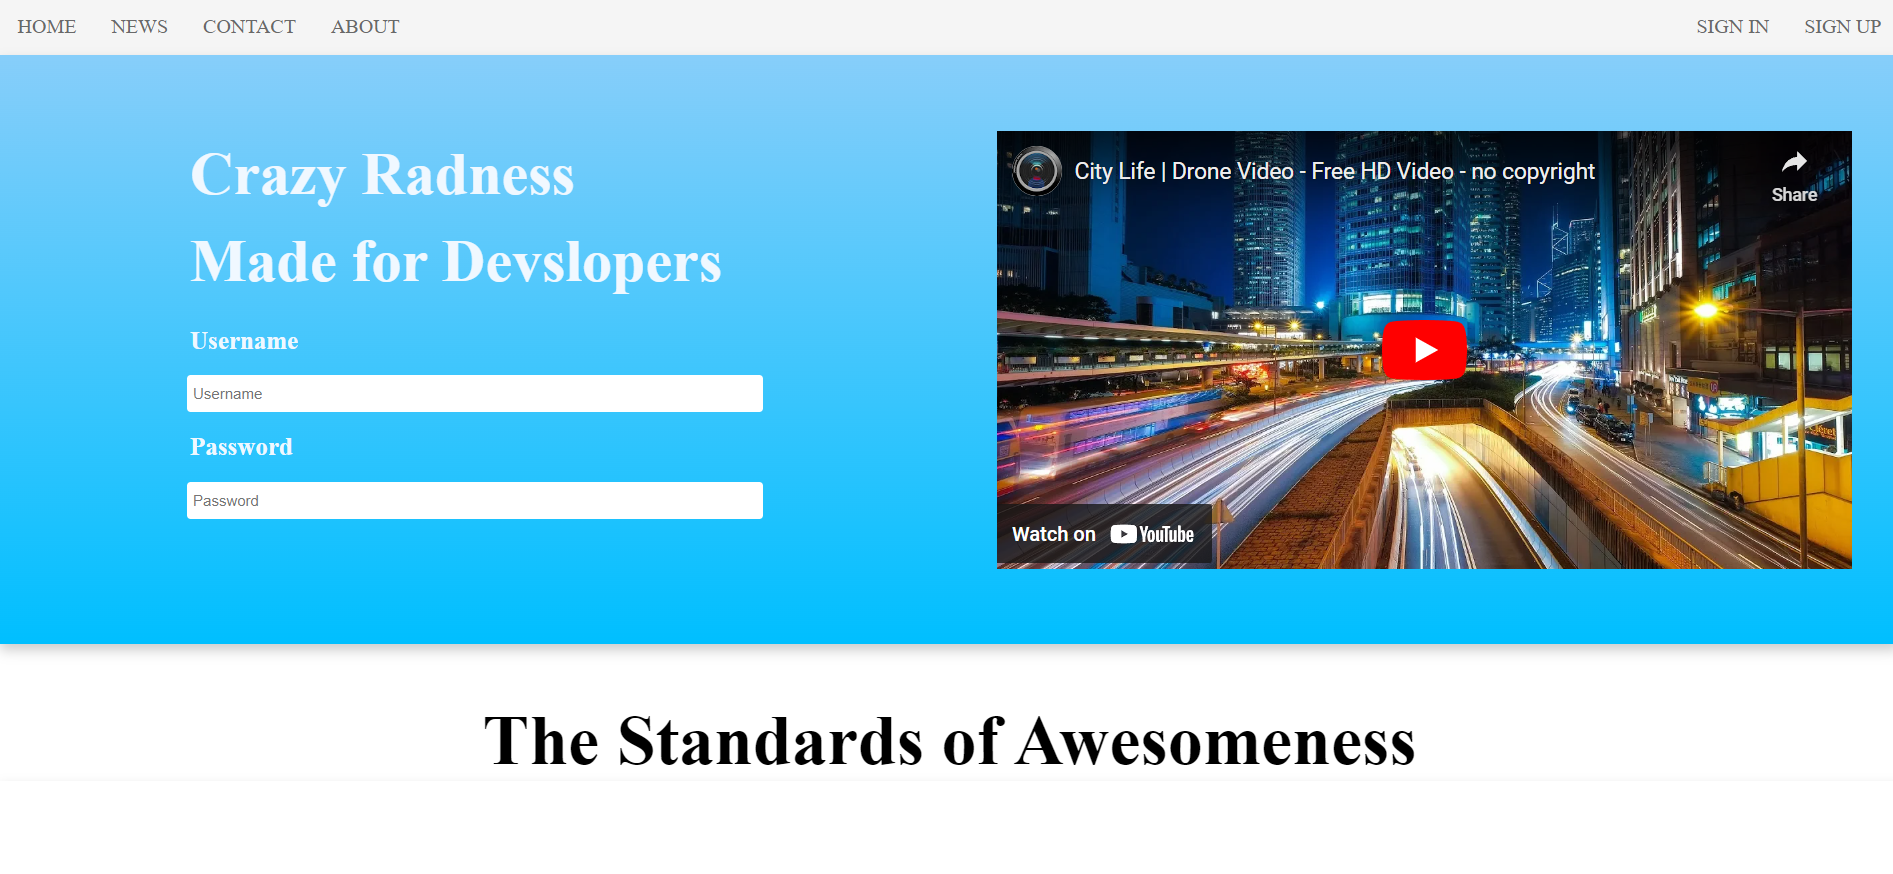 HOME NEWS CONTACT ABOUT SIGN IN SIGN UP
Crazy Radness
Made for Devslopers
Username
Username
Password
Password
City Life | Drone Video - Free HD Video - no copyright
Share
Watch on YouTube
The Standards of Awesomeness